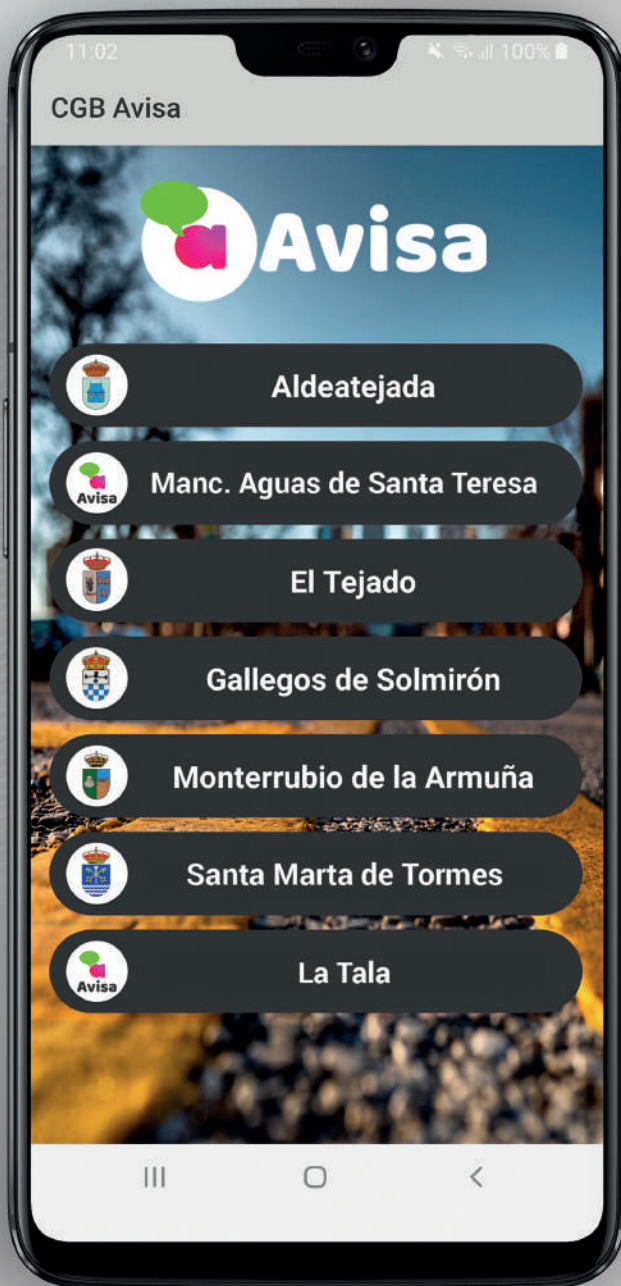 11:02
100%
CGB Avisa
a Avisa
Aldeatejada
Avisa
Manc. Aguas de Santa Teresa
El Tejado
Gallegos de Solmirón
Monterrubio de la Armuña
Santa Marta de Tormes
Avisa
La Tala